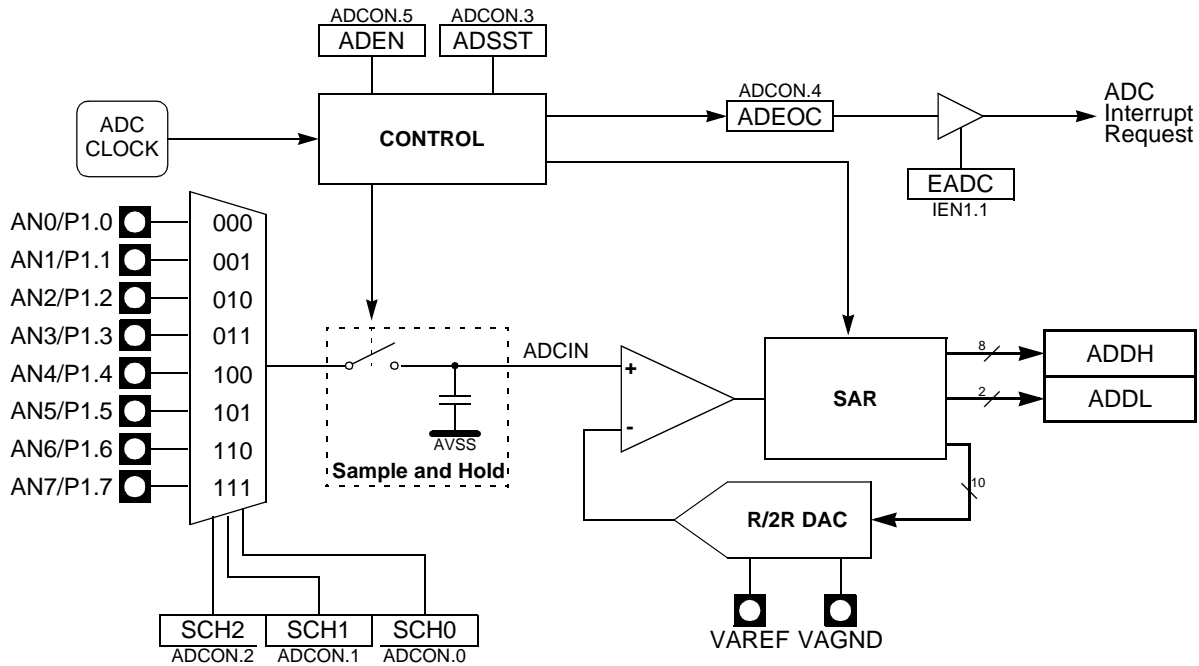 ADCON.5
ADCON.3
ADEN
ADSST
ADCON.4
ADC
CLOCK
CONTROL
ADEOC
ADC
Interrupt
Request
EADC
IEN1.1
AN0/P1.0
000
AN1/P1.1
001
AN2/P1.2
010
AN3/P1.3
011
AN4/P1.4
100
AN5/P1.5
101
AN6/P1.6
110
AN7/P1.7
111
ADCIN
+
-
AVSS
Sample and Hold
SAR
8
ADDH
2
ADDL
10
R/2R DAC
VAREF
VAGND
SCH2
SCH1
SCH0
ADCON.2
ADCON.1
ADCON.0